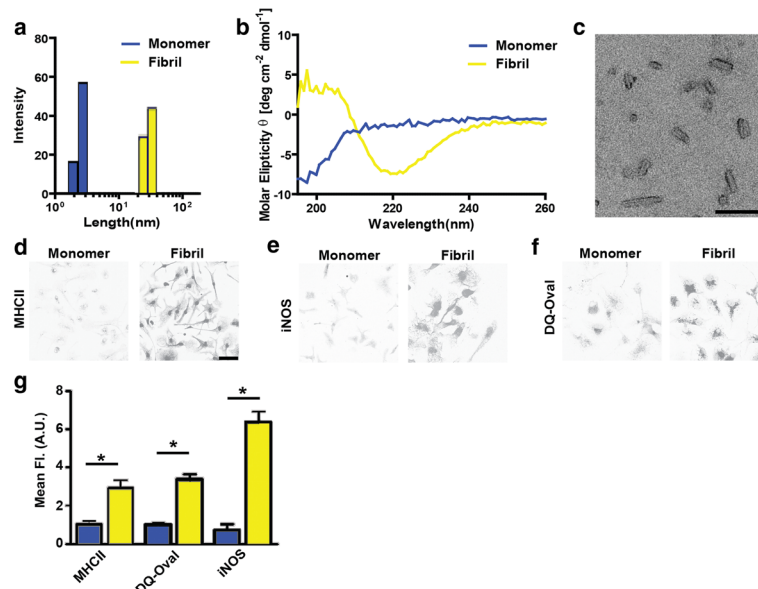 a
Monomer
Fibril
Intensity
80
60
40
20
0
10⁰
10¹
10²
Length(nm)
b
Monomer
Fibril
Molar Elipticity θ [deg cm⁻² dmol⁻¹]
10
5
0
-5
-10
200
220
240
260
Wavelength(nm)
c
d
Monomer
Fibril
MHCII
e
Monomer
Fibril
iNOS
f
Monomer
Fibril
DQ-Oval
g
Mean Fl. (A.U.)
8
6
4
2
0
*
*
*
MHCII
DQ-Oval
iNOS